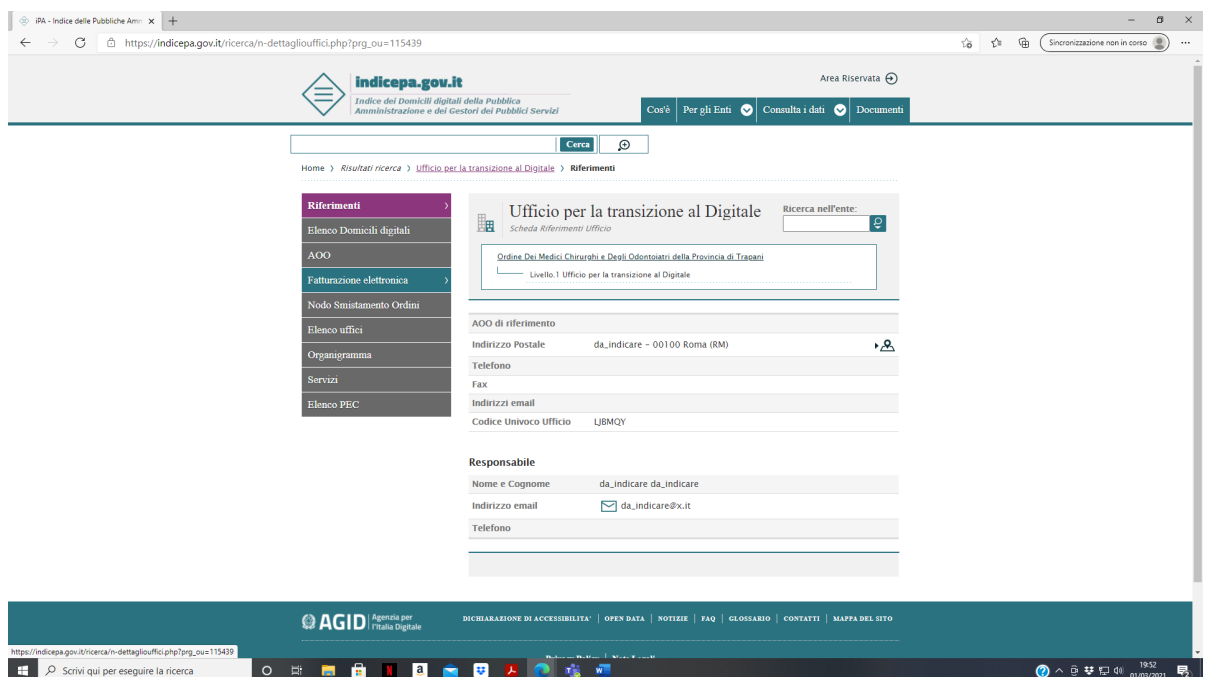 iPA - Indice delle Pubbliche Amm
https://indicepa.gov.it/ricerca/n-dettagliouffici.php?prg_ou=115439
Sincronizzazione non in corso
indicepa.gov.it
Indice dei Domicili digitali della Pubblica
Amministrazione e dei Gestori dei Pubblici Servizi
Area Riservata
Cos'è Per gli Enti Consulta i dati Documenti
Cerca
Home > Risultati ricerca > Ufficio per la transizione al Digitale > Riferimenti
Riferimenti
Elenco Domicili digitali
AOO
Fatturazione elettronica
Nodo Smistamento Ordini
Elenco uffici
Organigramma
Servizi
Elenco PEC
Ufficio per la transizione al Digitale
Scheda Riferimenti Ufficio
Ricerca nell'ente:
Ordine Dei Medici Chirurghi e Degli Odontoiatri della Provincia di Trapani
Livello.1 Ufficio per la transizione al Digitale
AOO di riferimento
Indirizzo Postale da_indicare - 00100 Roma (RM)
Telefono
Fax
Indirizzi email
Codice Univoco Ufficio LJBMQY
Responsabile
Nome e Cognome da_indicare da_indicare
Indirizzo email da_indicare@x.it
Telefono
AGID Agenzia per
l'Italia Digitale
DICHIARAZIONE DI ACCESSIBILITA' | OPEN DATA | NOTIZIE | FAQ | GLOSSARIO | CONTATTI | MAPPA DEL SITO
Privacy Policy | Note Legali
https://indicepa.gov.it/ricerca/n-dettagliouffici.php?prg_ou=115439
Scrivi qui per eseguire la ricerca
19:52
01/03/2021